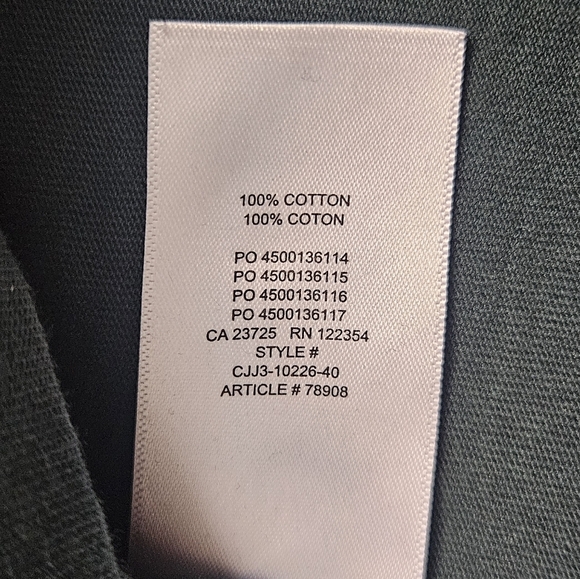 100% COTTON
100% COTON
PO 4500136114
PO 4500136115
PO 4500136116
PO 4500136117
CA 23725 RN 122354
STYLE #
CJJ3-10226-40
ARTICLE # 78908